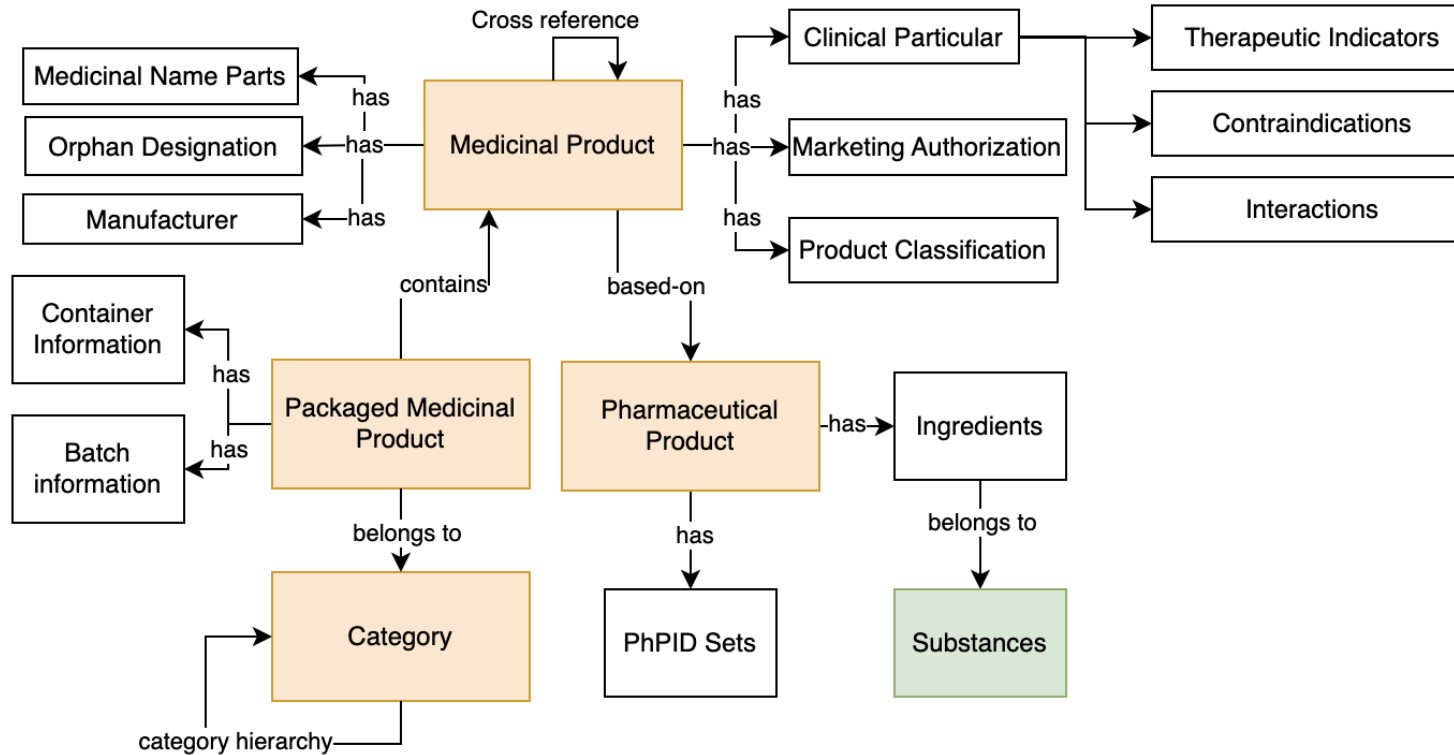 Cross reference
Medicinal Name Parts
has
Orphan Designation
has
Manufacturer
has
Medicinal Product
has
Clinical Particular
has
Marketing Authorization
has
Product Classification
Therapeutic Indicators
Contraindications
Interactions
contains
based-on
Container
Information
has
Batch
information
has
Packaged Medicinal
Product
Pharmaceutical
Product
has
Ingredients
belongs to
has
belongs to
Category
PhPID Sets
Substances
category hierarchy